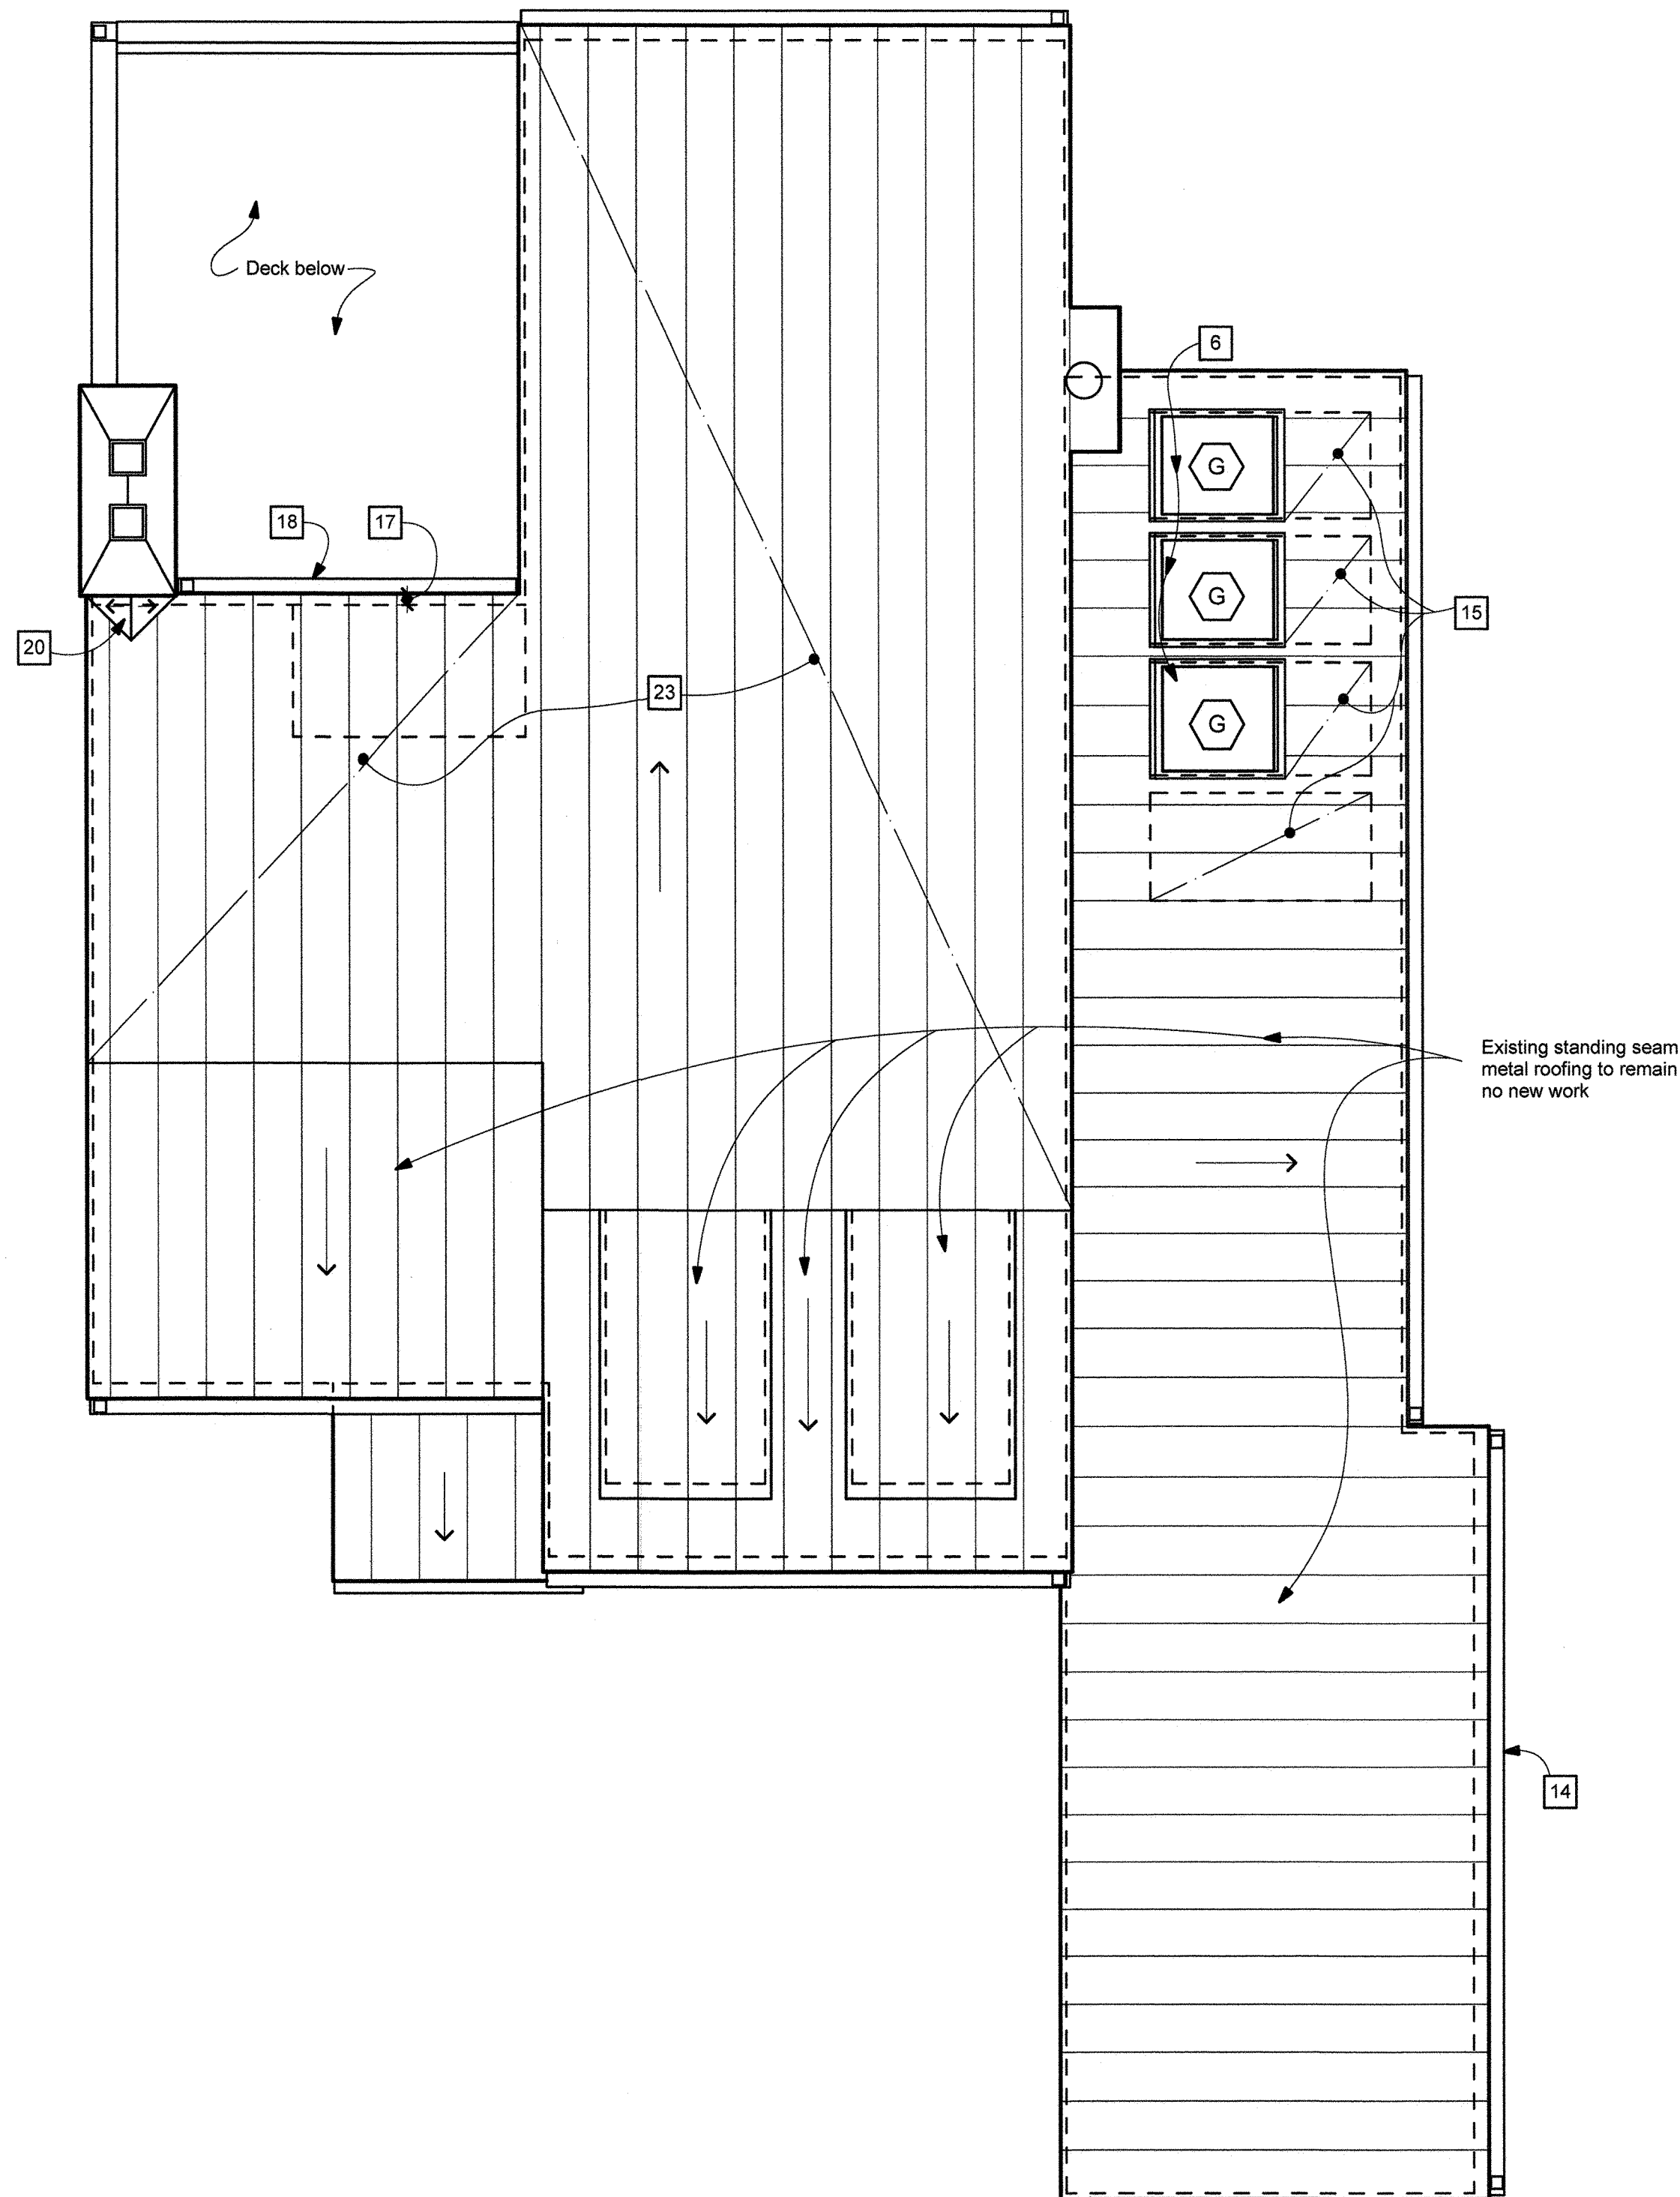 Deck below
6
G
18
17
G
15
20
23
G
Existing standing seam
metal roofing to remain
no new work
14